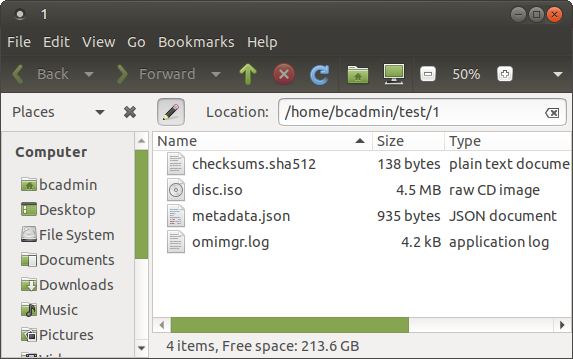 1
File Edit View Go Bookmarks Help
Back Forward 50%
Places Location: /home/bcadmin/test/1
Computer
bcadmin
Desktop
File System
Documents
Downloads
Music
Pictures
Name Size Type
checksums.sha512 138 bytes plain text docume
disc.iso 4.5 MB raw CD image
metadata.json 935 bytes JSON document
omimgr.log 4.2 kB application log
4 items, Free space: 213.6 GB